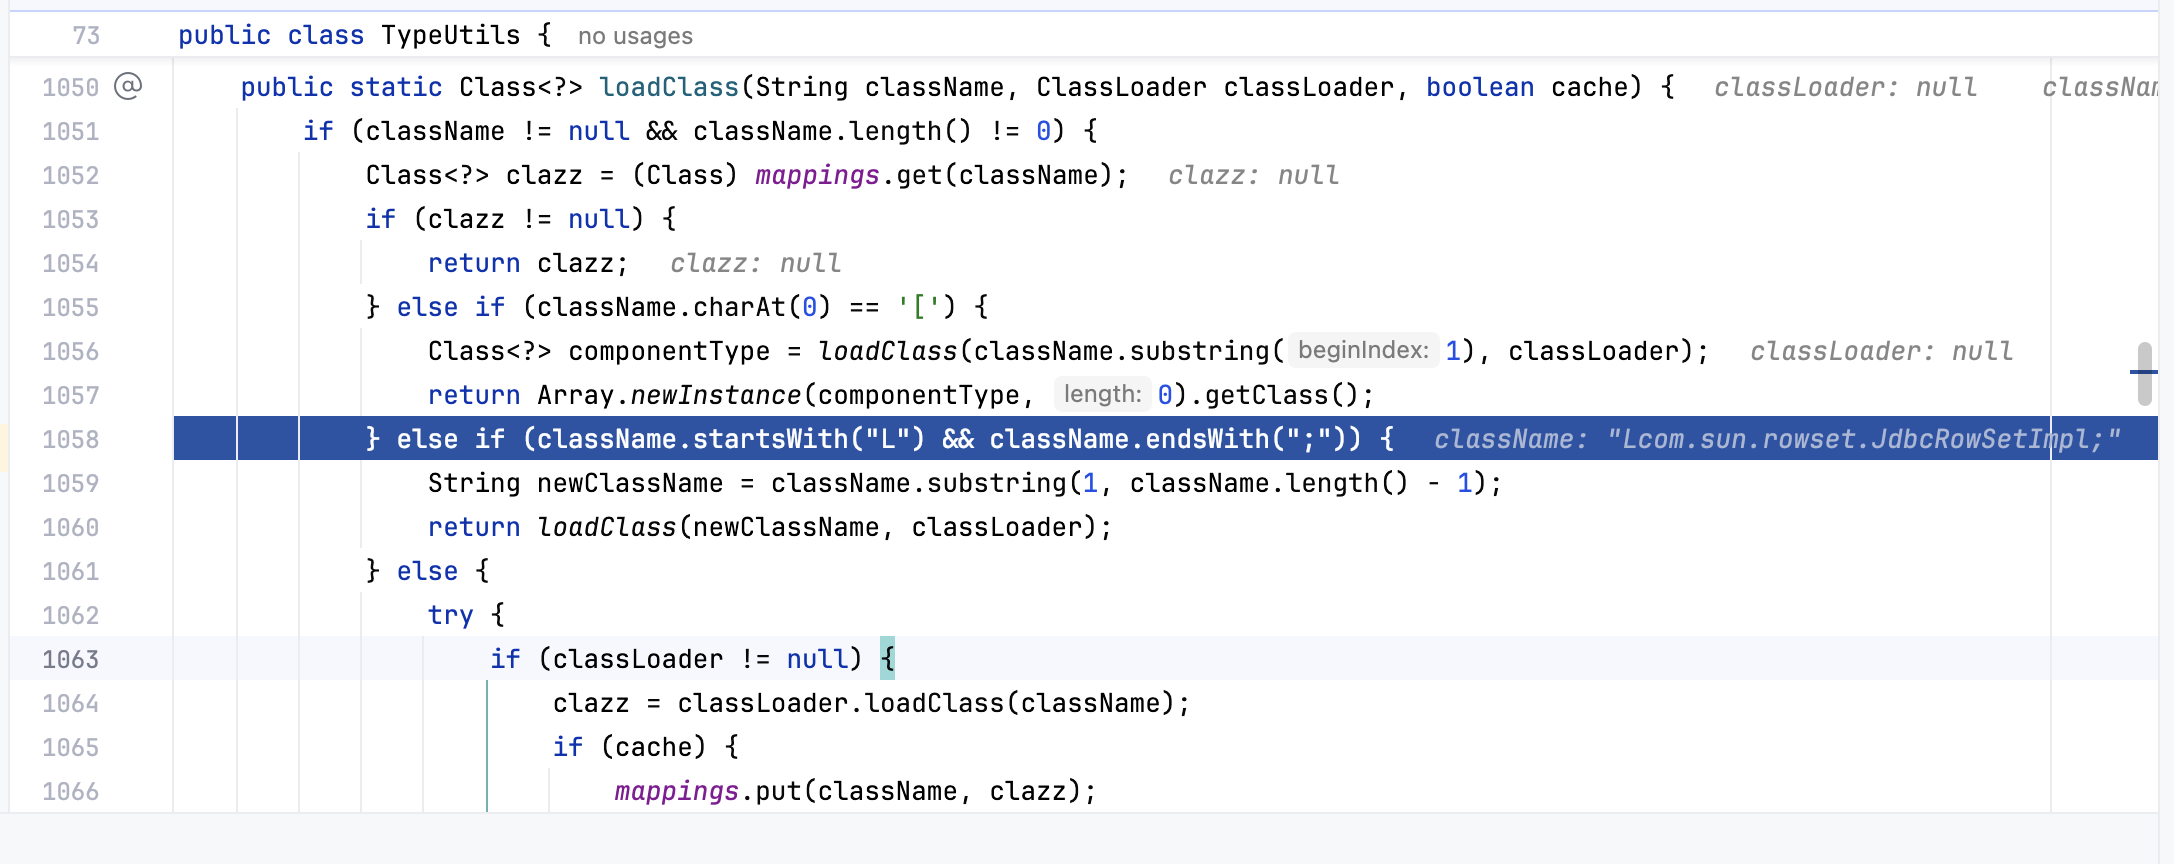 73 public class TypeUtils { no usages
1050 @ public static Class<?> loadClass(String className, ClassLoader classLoader, boolean cache) { classLoader: null
1051 if (className != null && className.length() != 0) {
1052 Class<?> clazz = (Class) mappings.get(className); clazz: null
1053 if (clazz != null) {
1054 return clazz; clazz: null
1055 } else if (className.charAt(0) == '[') {
1056 Class<?> componentType = loadClass(className.substring( beginIndex: 1), classLoader); classLoader: null
1057 return Array.newInstance(componentType, length: 0).getClass();
1058 } else if (className.startsWith("L") && className.endsWith(";")) { className: "Lcom.sun.rowset.JdbcRowSetImpl;"
1059 String newClassName = className.substring(1, className.length() - 1);
1060 return loadClass(newClassName, classLoader);
1061 } else {
1062 try {
1063 if (classLoader != null) {
1064 clazz = classLoader.loadClass(className);
1065 if (cache) {
1066 mappings.put(className, clazz);